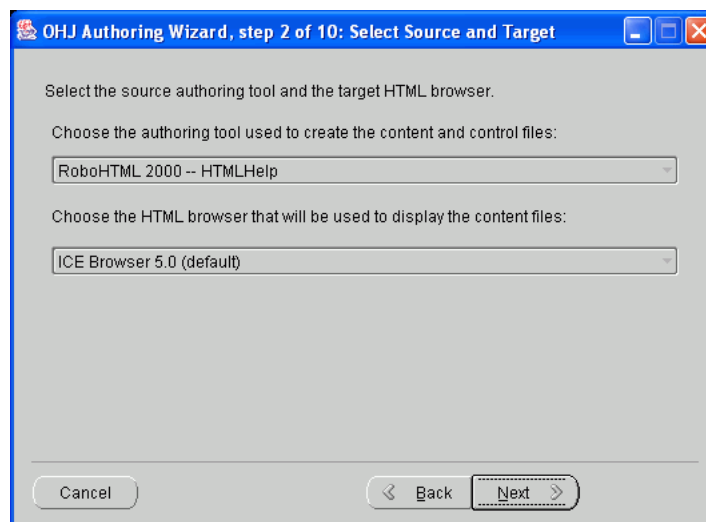 OHJ Authoring Wizard, step 2 of 10: Select Source and Target
Select the source authoring tool and the target HTML browser.
Choose the authoring tool used to create the content and control files:
RoboHTML 2000 -- HTMLHelp
Choose the HTML browser that will be used to display the content files:
ICE Browser 5.0 (default)
Cancel Back Next